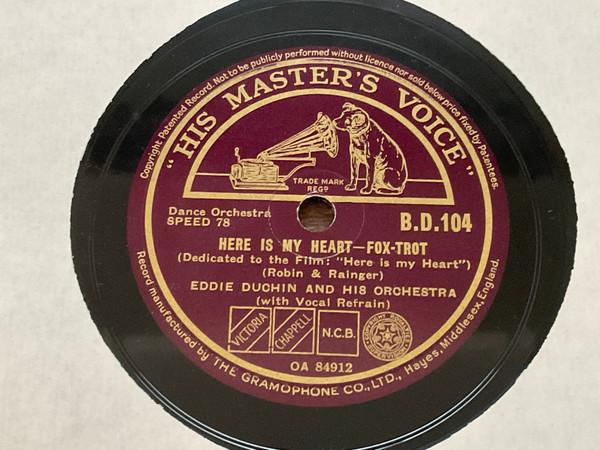 Copyright Patented Record. Not to be publicly performed without licence nor sold below price fixed by Patentees.
"HIS MASTER'S VOICE"
TRADE MARK
REGD
Dance Orchestra
SPEED 78
B.D.104
HERE IS MY HEART—FOX-TROT
(Dedicated to the Film: "Here is my Heart")
(Robin & Rainger)
EDDIE DUCHIN AND HIS ORCHESTRA
(with Vocal Refrain)
VICTORIA
CHAPPELL
N.C.B.
OA 84912
Record manufactured by THE GRAMOPHONE CO., LTD., Hayes, Middlesex, England.